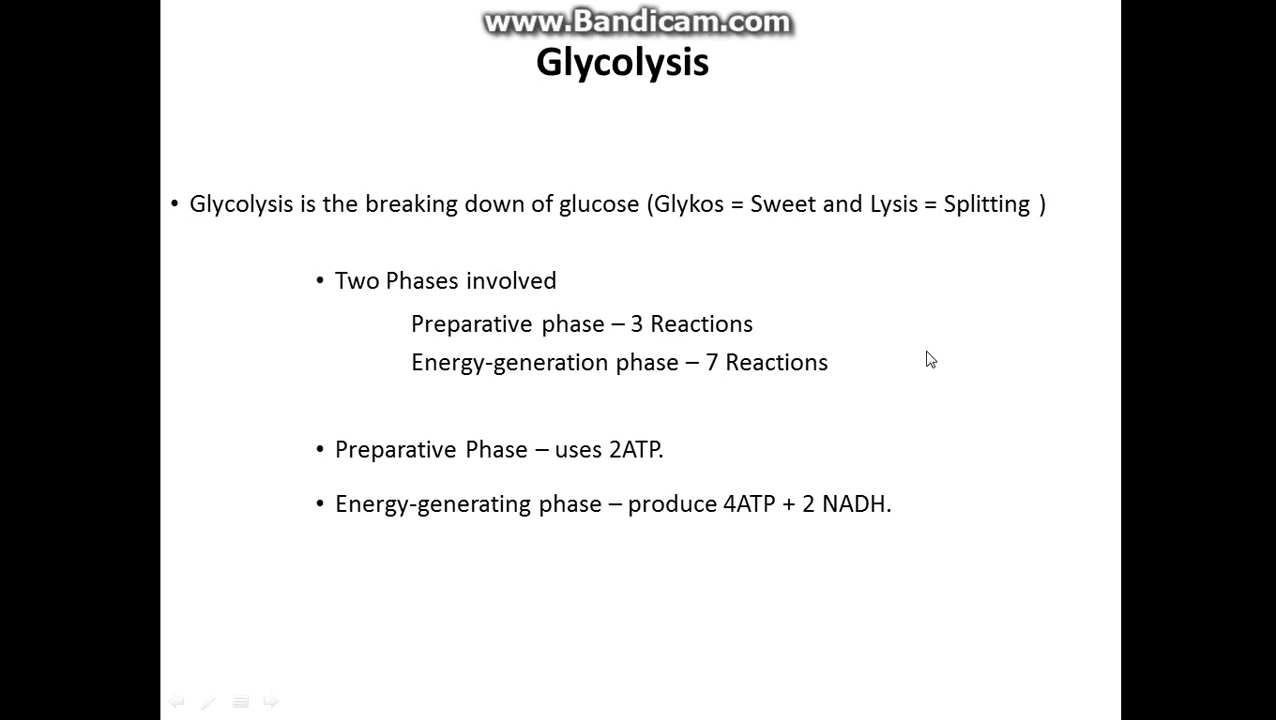 www.Bandicam.com
Glycolysis
• Glycolysis is the breaking down of glucose (Glykos = Sweet and Lysis = Splitting )
• Two Phases involved
Preparative phase – 3 Reactions
Energy-generation phase – 7 Reactions
• Preparative Phase – uses 2ATP.
• Energy-generating phase – produce 4ATP + 2 NADH.